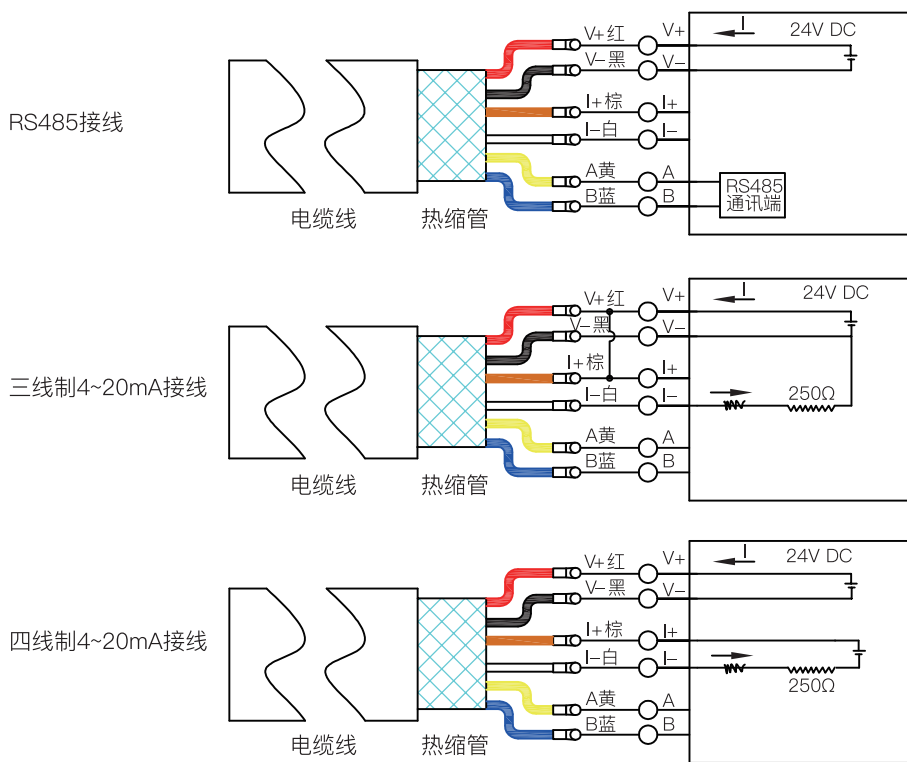 RS485接线
V+红
V-黑
I+棕
I-白
A黄
B蓝
V+
V-
I+
I-
A
B
I
24V DC
RS485
通讯端
电缆线
热缩管
三线制4~20mA接线
V+红
V-黑
I+棕
I-白
A黄
B蓝
V+
V-
I+
I-
A
B
I
24V DC
250Ω
电缆线
热缩管
四线制4~20mA接线
V+红
V-黑
I+棕
I-白
A黄
B蓝
V+
V-
I+
I-
A
B
I
24V DC
250Ω
电缆线
热缩管